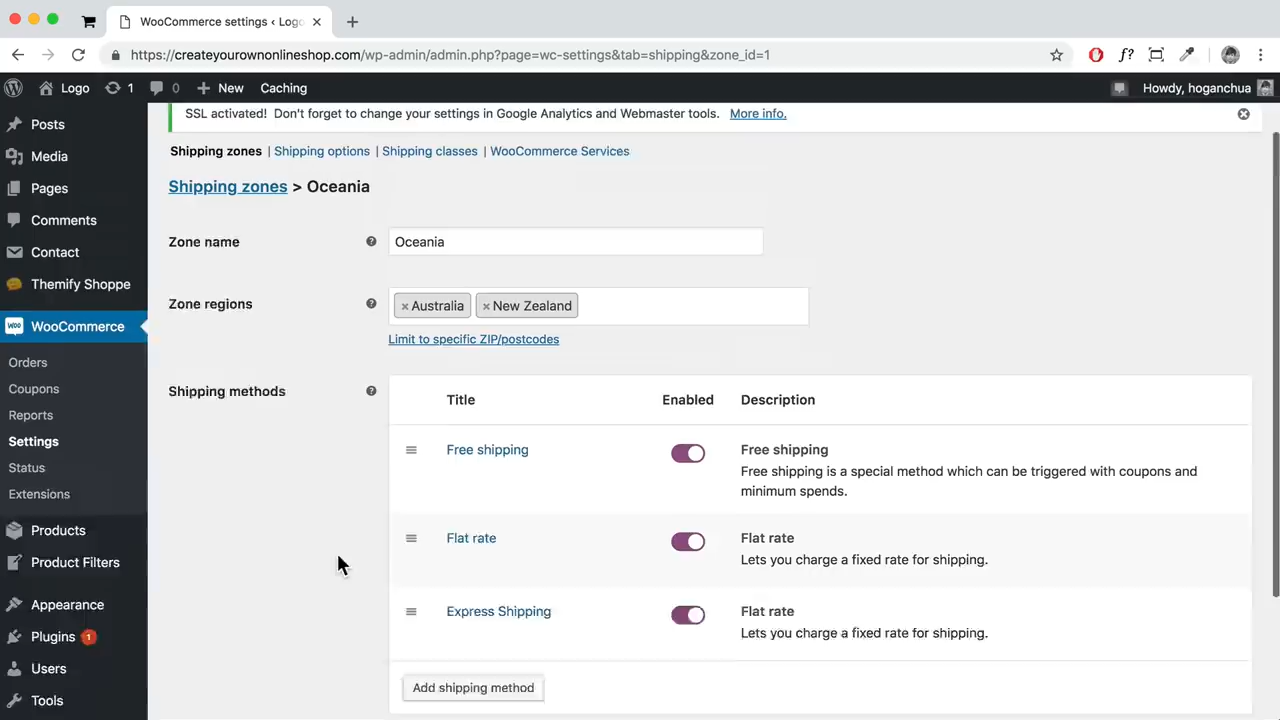 WooCommerce settings ‹ Logo
https://createyourownonlineshop.com/wp-admin/admin.php?page=wc-settings&tab=shipping&zone_id=1
f?
Logo 1 0 New Caching Howdy, hoganchua
SSL activated! Don't forget to change your settings in Google Analytics and Webmaster tools. More info.
Posts
Media
Pages
Comments
Contact
Themify Shoppe
Woo WooCommerce
Orders
Coupons
Reports
Settings
Status
Extensions
Products
Product Filters
Appearance
Plugins 1
Users
Tools
Shipping zones | Shipping options | Shipping classes | WooCommerce Services
Shipping zones > Oceania
Zone name ? Oceania
Zone regions ? × Australia × New Zealand
Limit to specific ZIP/postcodes
Shipping methods ? Title Enabled Description
Free shipping Free shipping
Free shipping is a special method which can be triggered with coupons and
minimum spends.
Flat rate Flat rate
Lets you charge a fixed rate for shipping.
Express Shipping Flat rate
Lets you charge a fixed rate for shipping.
Add shipping method